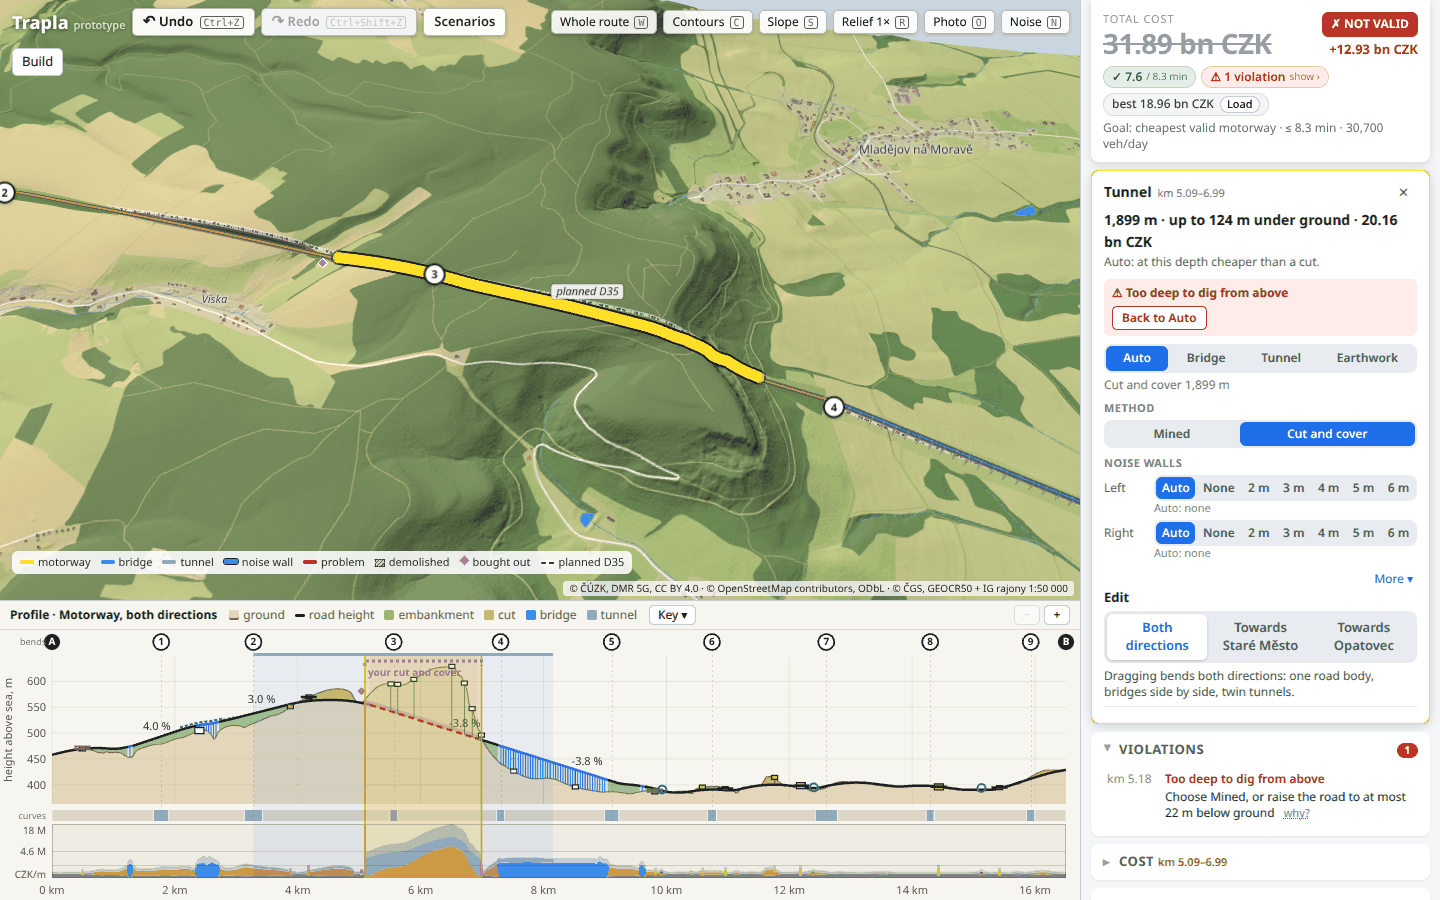 Trapla prototype
↶ Undo Ctrl+Z
↷ Redo Ctrl+Shift+Z
Scenarios
Whole route W
Contours C
Slope S
Relief 1× R
Photo O
Noise N
Build
2
Mladějov na Moravě
3
planned D35
Víska
4
motorway
bridge
tunnel
noise wall
problem
demolished
bought out
planned D35
© ČÚZK, DMR 5G, CC BY 4.0 · © OpenStreetMap contributors, ODbL · © ČGS, GEOCR50 + IG rajony 1:50 000
Profile · Motorway, both directions
ground
road height
embankment
cut
bridge
tunnel
Key ▾
−
+
bends
A 1 2 3 4 5 6 7 8 9 B
your cut and cover
600
550
500
450
400
height above sea, m
4.0 %
3.0 %
-3.8 %
-3.8 %
curves
18 M
4.6 M
CZK/m
0 km 2 km 4 km 6 km 8 km 10 km 12 km 14 km 16 km
TOTAL COST
31.89 bn CZK
✗ NOT VALID
+12.93 bn CZK
✓ 7.6 / 8.3 min
⚠ 1 violation show ›
best 18.96 bn CZK Load
Goal: cheapest valid motorway · ≤ 8.3 min · 30,700
veh/day
Tunnel km 5.09–6.99 ✕
1,899 m · up to 124 m under ground · 20.16
bn CZK
Auto: at this depth cheaper than a cut.
⚠ Too deep to dig from above
Back to Auto
Auto Bridge Tunnel Earthwork
Cut and cover 1,899 m
METHOD
Mined Cut and cover
NOISE WALLS
Left Auto None 2 m 3 m 4 m 5 m 6 m
Auto: none
Right Auto None 2 m 3 m 4 m 5 m 6 m
Auto: none
More ▾
Edit
Both
directions
Towards
Staré Město
Towards
Opatovec
Dragging bends both directions: one road body,
bridges side by side, twin tunnels.
▼ VIOLATIONS 1
km 5.18 Too deep to dig from above
Choose Mined, or raise the road to at most
22 m below ground why?
▸ COST km 5.09–6.99